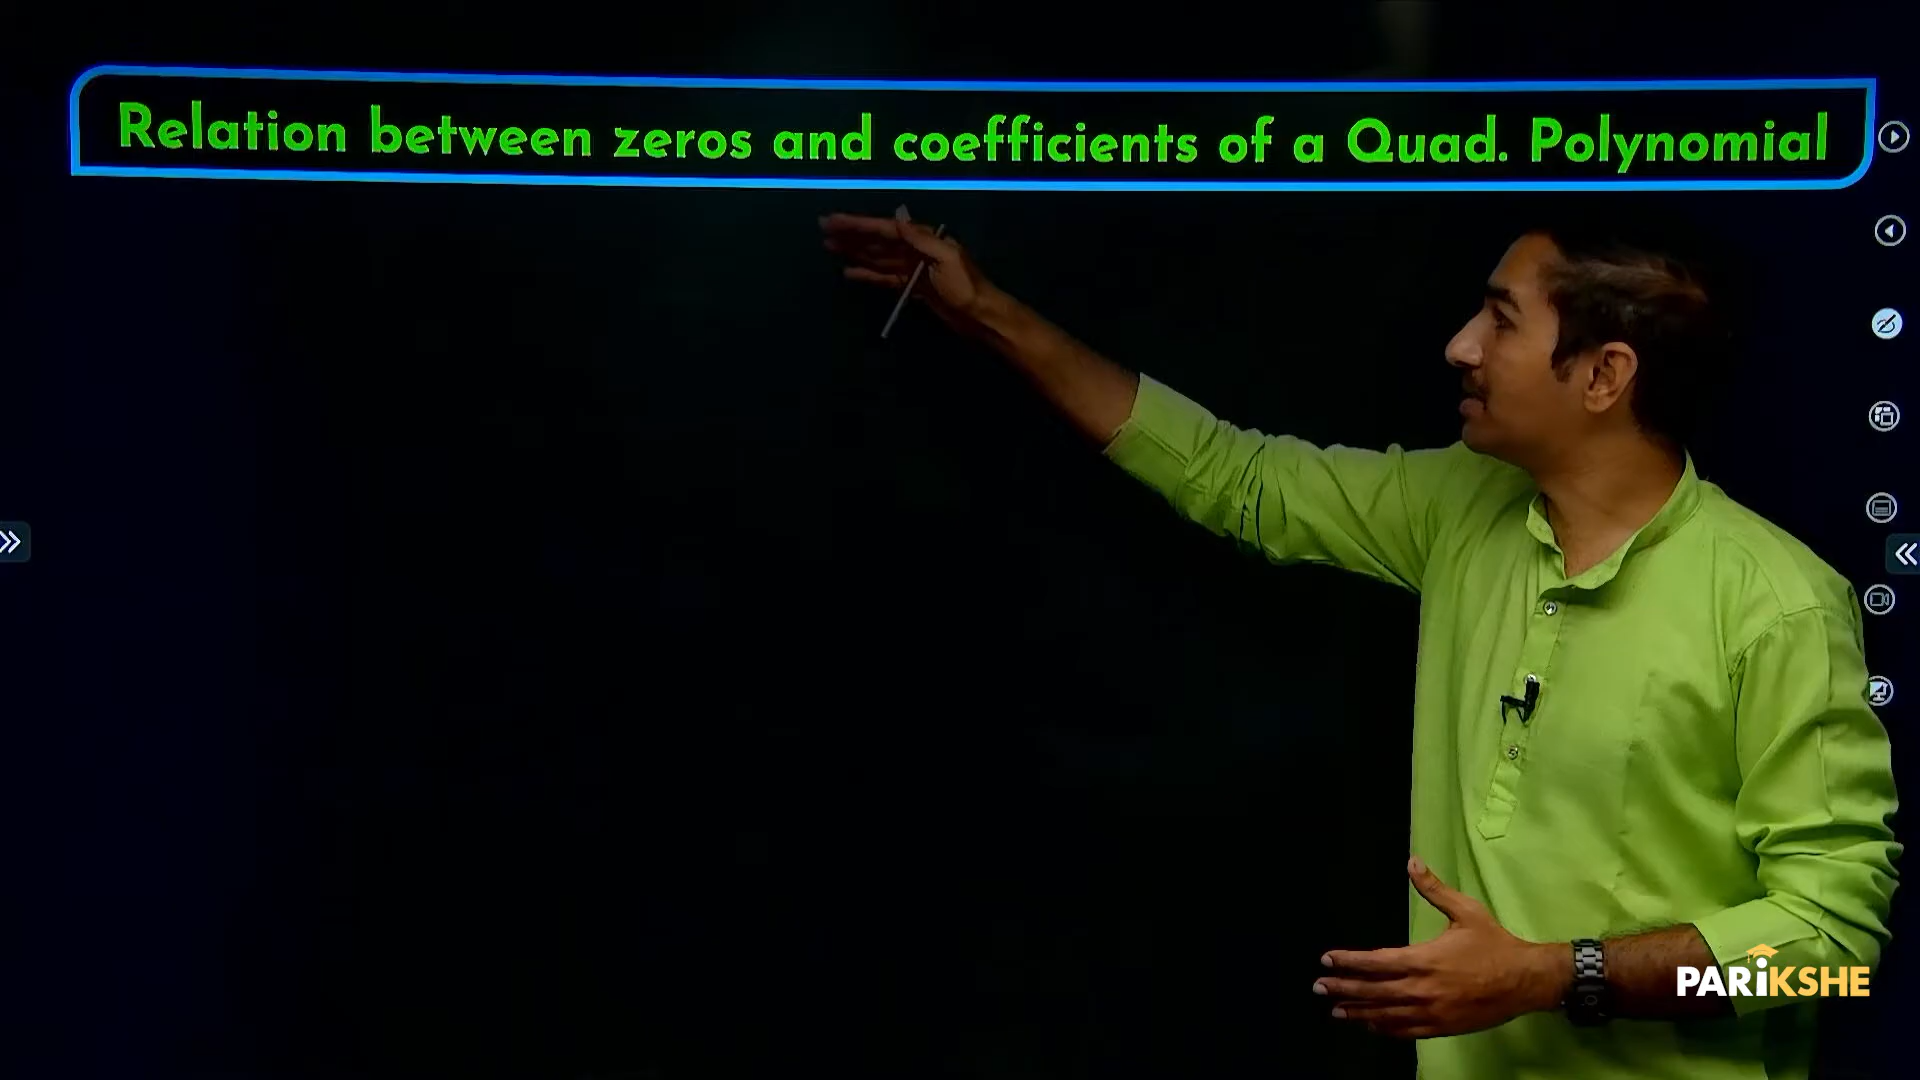 Relation between zeros and coefficients of a Quad. Polynomial
PARiKSHE